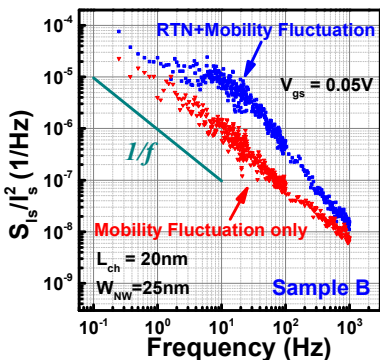 10⁻⁴
10⁻⁵
10⁻⁶
10⁻⁷
10⁻⁸
10⁻⁹
S_Is/I_s² (1/Hz)
RTN+Mobility Fluctuation
V_gs = 0.05V
1/f
Mobility Fluctuation only
L_ch = 20nm
W_NW=25nm
Sample B
10⁻¹ 10⁰ 10¹ 10² 10³
Frequency (Hz)